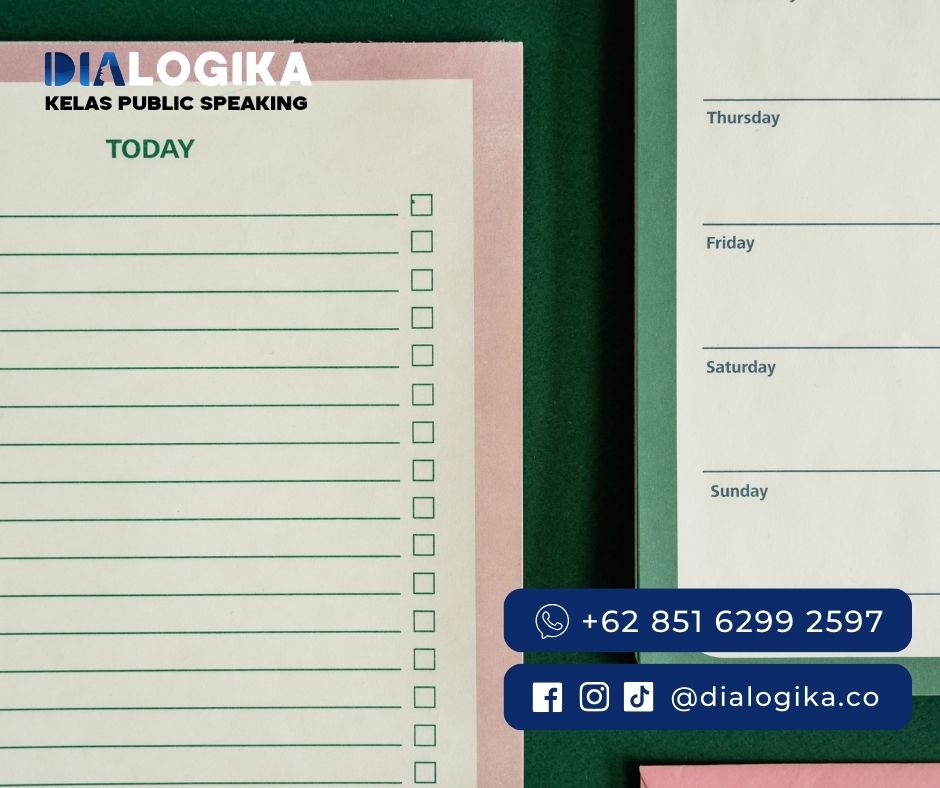 DIALOGIKA
KELAS PUBLIC SPEAKING
TODAY
Thursday
Friday
Saturday
Sunday
+62 851 6299 2597
@dialogika.co